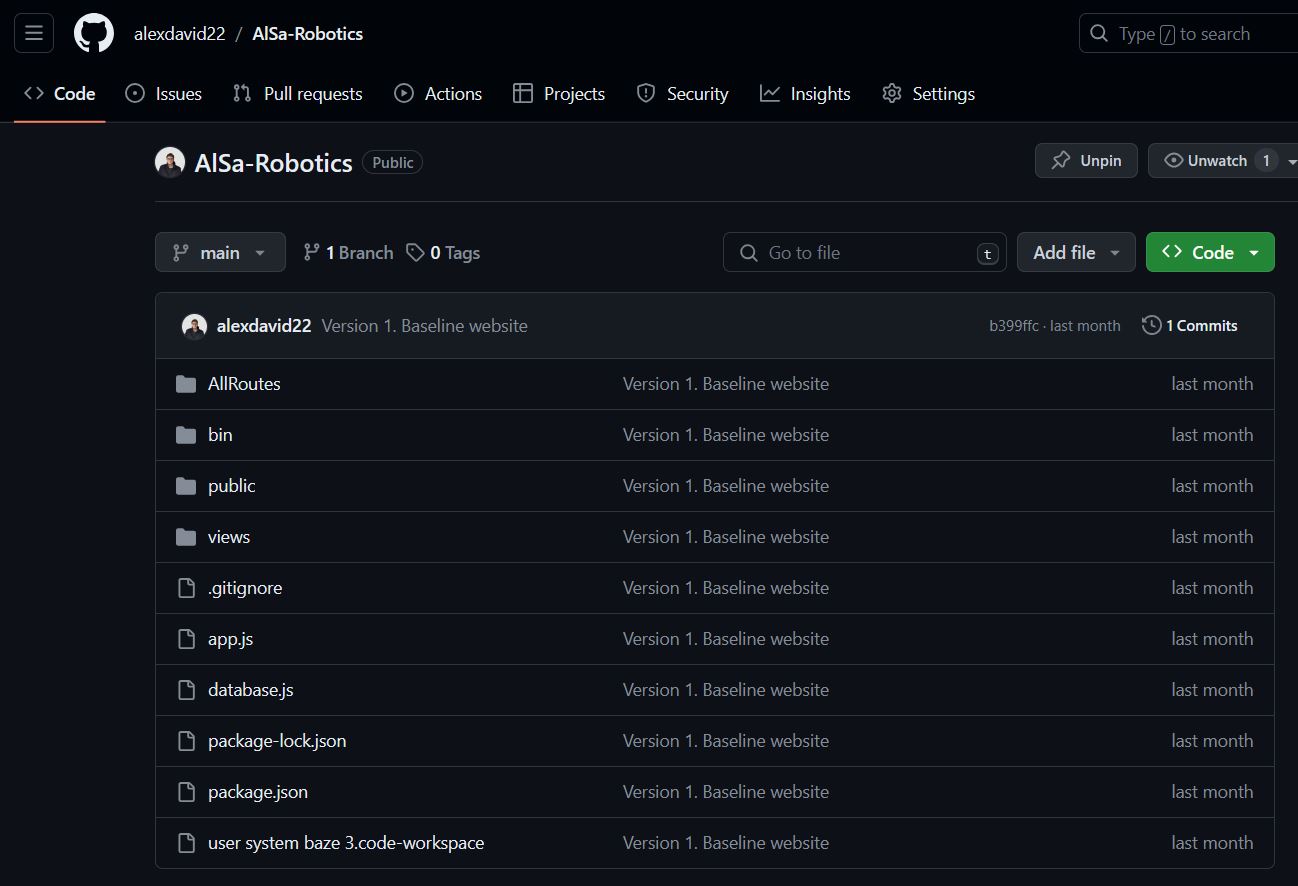 alexdavid22 / AlSa-Robotics
Type / to search
Code Issues Pull requests Actions Projects Security Insights Settings
AlSa-Robotics Public
Unpin Unwatch 1
main 1 Branch 0 Tags Go to file t Add file Code
alexdavid22 Version 1. Baseline website b399ffc · last month 1 Commits
AllRoutes Version 1. Baseline website last month
bin Version 1. Baseline website last month
public Version 1. Baseline website last month
views Version 1. Baseline website last month
.gitignore Version 1. Baseline website last month
app.js Version 1. Baseline website last month
database.js Version 1. Baseline website last month
package-lock.json Version 1. Baseline website last month
package.json Version 1. Baseline website last month
user system baze 3.code-workspace Version 1. Baseline website last month